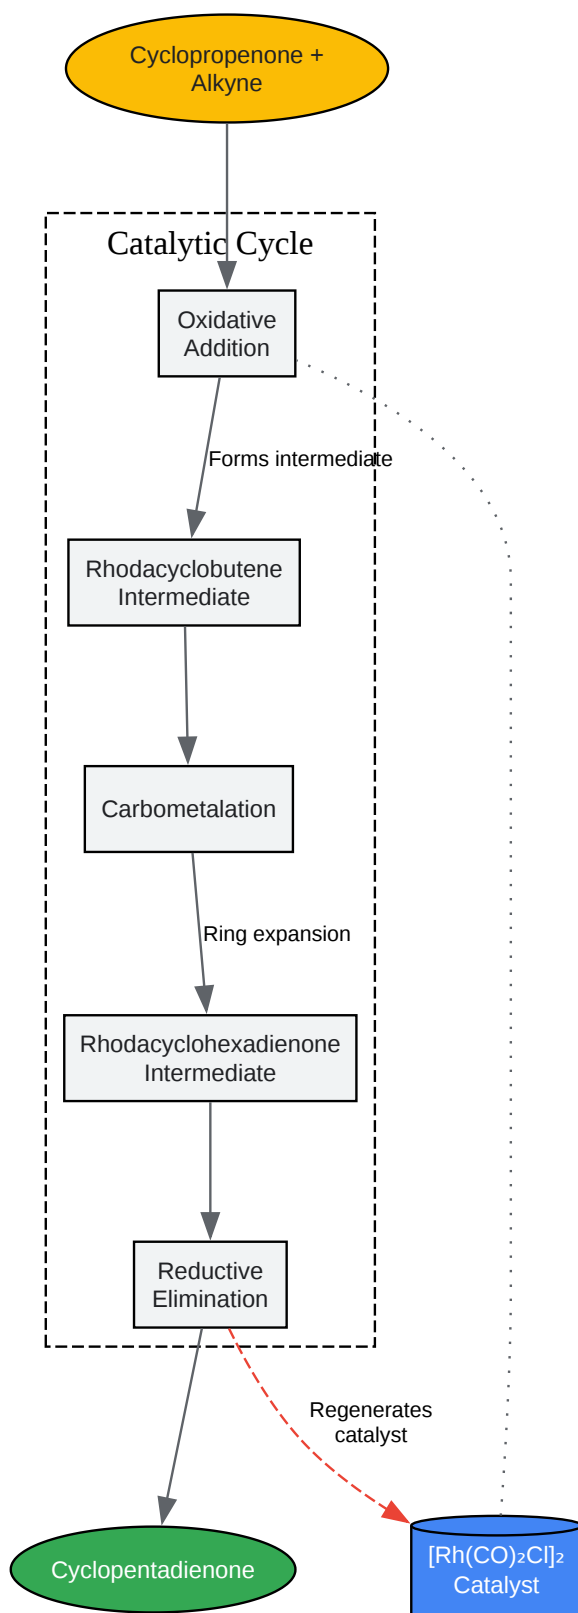 Cyclopropenone +
Alkyne
Catalytic Cycle
Oxidative
Addition
Forms intermediate
Rhodacyclobutene
Intermediate
Carbometalation
Ring expansion
Rhodacyclohexadienone
Intermediate
Reductive
Elimination
Regenerates
catalyst
Cyclopentadienone
[Rh(CO)₂Cl]₂
Catalyst